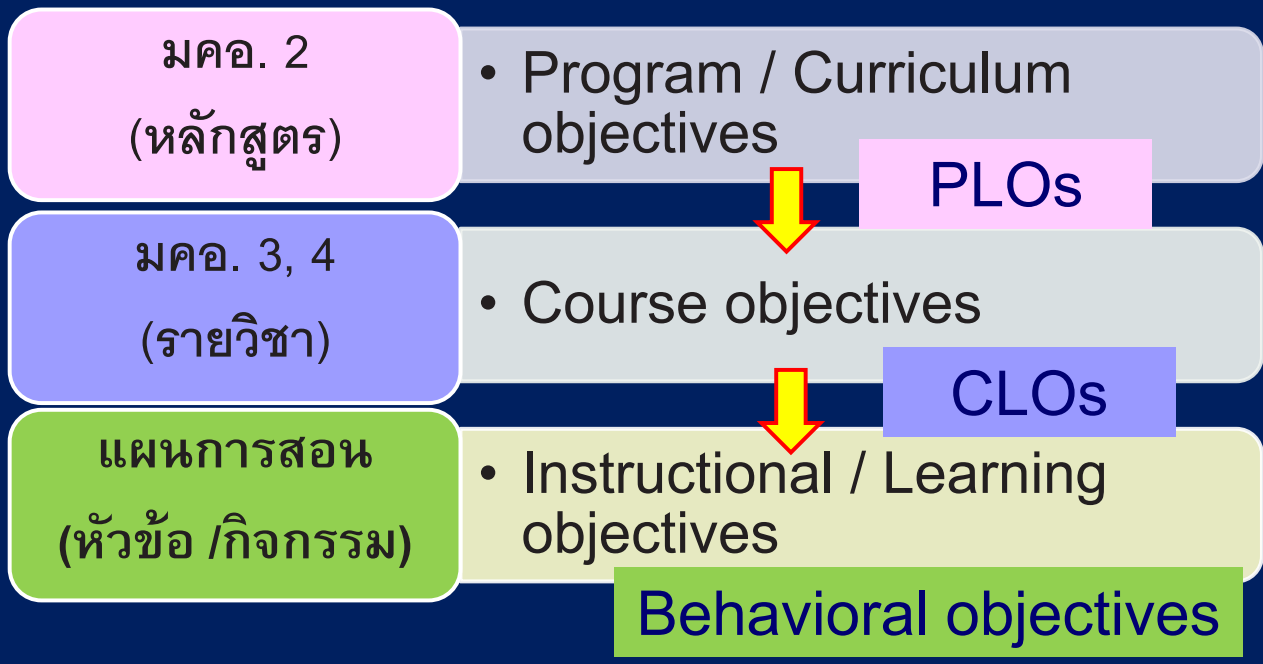 มคอ. 2
(หลักสูตร)
• Program / Curriculum
objectives
PLOs
มคอ. 3, 4
(รายวิชา)
• Course objectives
CLOs
แผนการสอน
(หัวข้อ /กิจกรรม)
• Instructional / Learning
objectives
Behavioral objectives